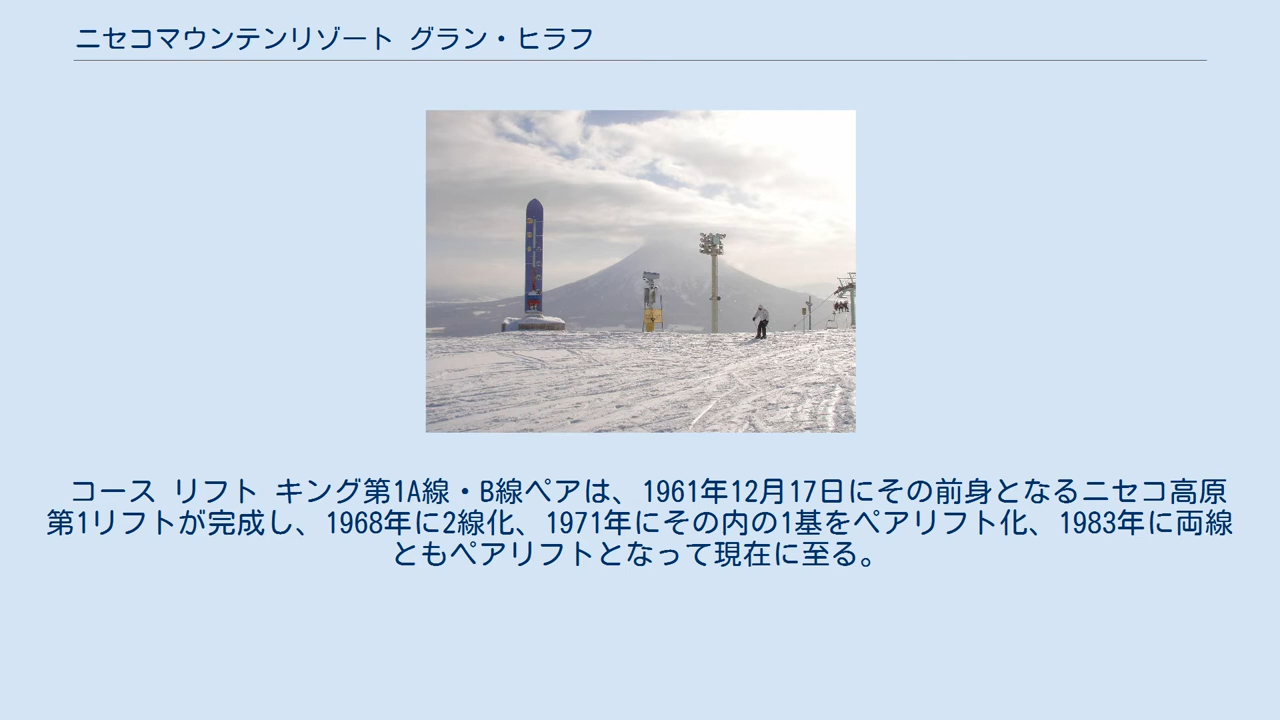 ニセコマウンテンリゾート グラン・ヒラフ
コース リフト キング第1A線・B線ペアは、1961年12月17日にその前身となるニセコ高原
第1リフトが完成し、1968年に2線化、1971年にその内の1基をペアリフト化、1983年に両線
ともペアリフトとなって現在に至る。